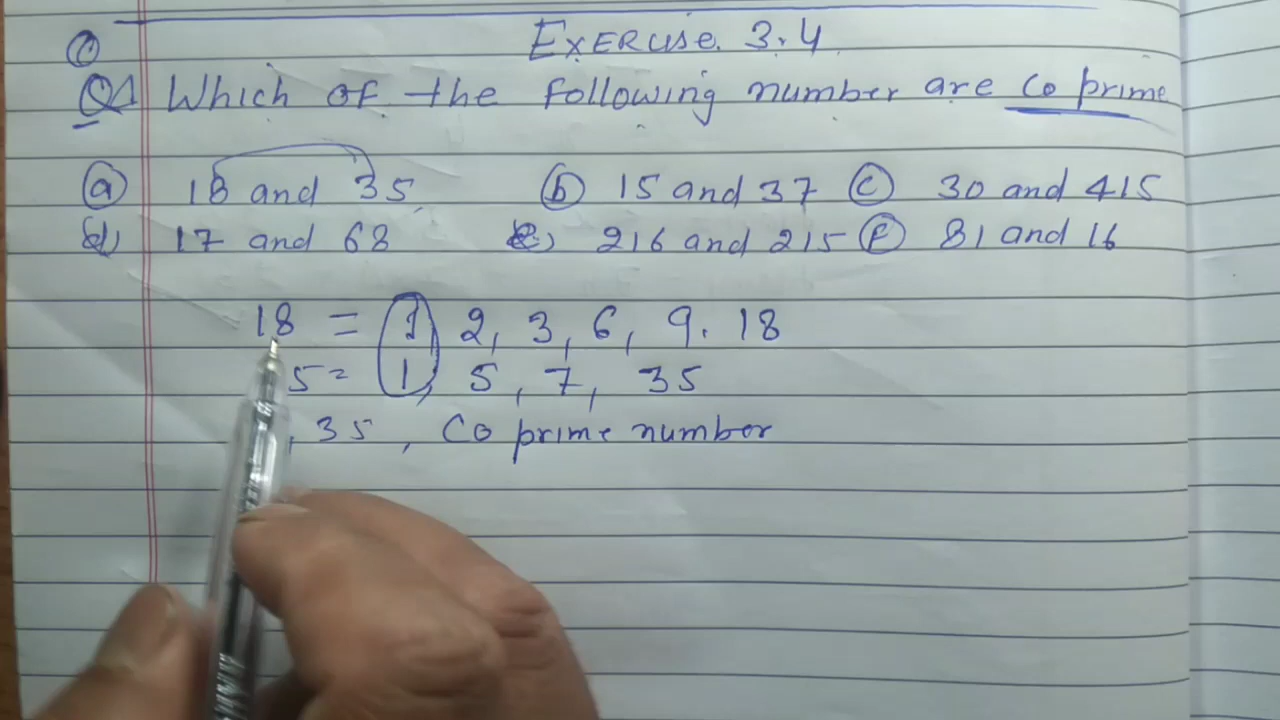 Exercise. 3.4
Q1 Which of the following number are Co prime
(a) 18 and 35 (b) 15 and 37 (c) 30 and 415
(d) 17 and 68 (e) 216 and 215 (f) 81 and 16
18 = 1 2, 3, 6, 9. 18
5 = 1, 5, 7, 35
, 35, Co prime number